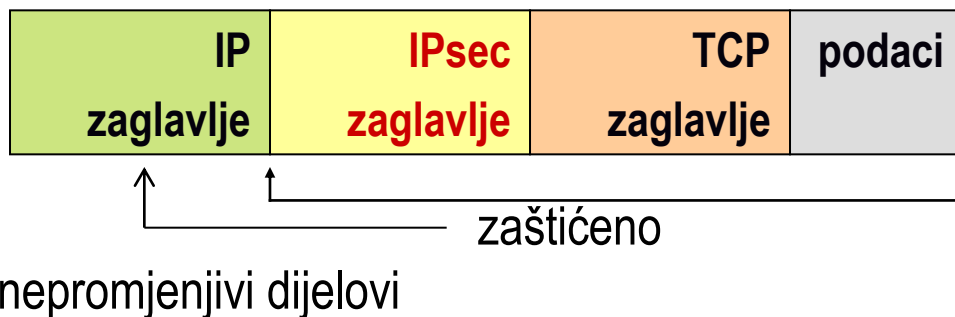 IP zaglavlje
IPsec zaglavlje
TCP zaglavlje
podaci
zaštićeno
nepromjenjivi dijelovi